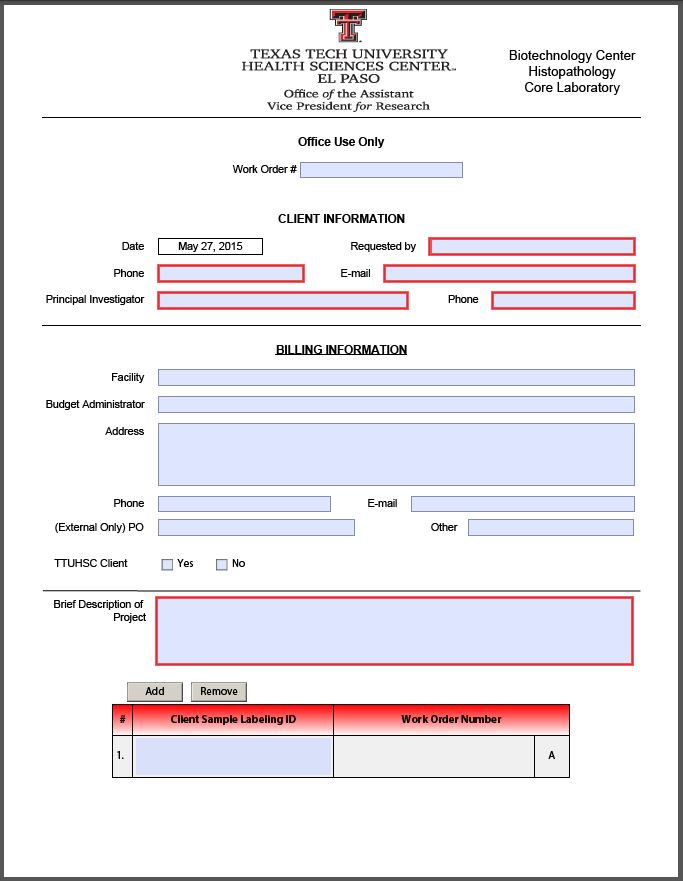 TEXAS TECH UNIVERSITY
HEALTH SCIENCES CENTER™
EL PASO
Office of the Assistant
Vice President for Research
Biotechnology Center
Histopathology
Core Laboratory
Office Use Only
Work Order #
CLIENT INFORMATION
Date May 27, 2015 Requested by
Phone E-mail
Principal Investigator Phone
BILLING INFORMATION
Facility
Budget Administrator
Address
Phone E-mail
(External Only) PO Other
TTUHSC Client Yes No
Brief Description of
Project
Add Remove
# Client Sample Labeling ID Work Order Number
1. A